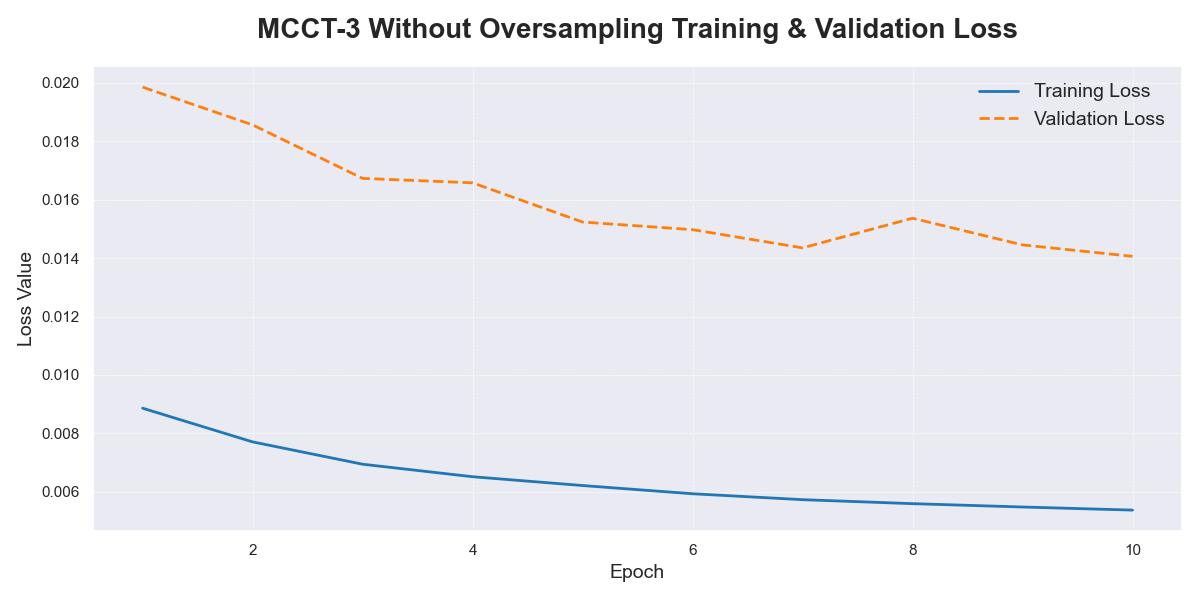 MCCT-3 Without Oversampling Training & Validation Loss
Training Loss
Validation Loss
0.020
0.018
0.016
0.014
0.012
0.010
0.008
0.006
Loss Value
2
4
6
8
10
Epoch